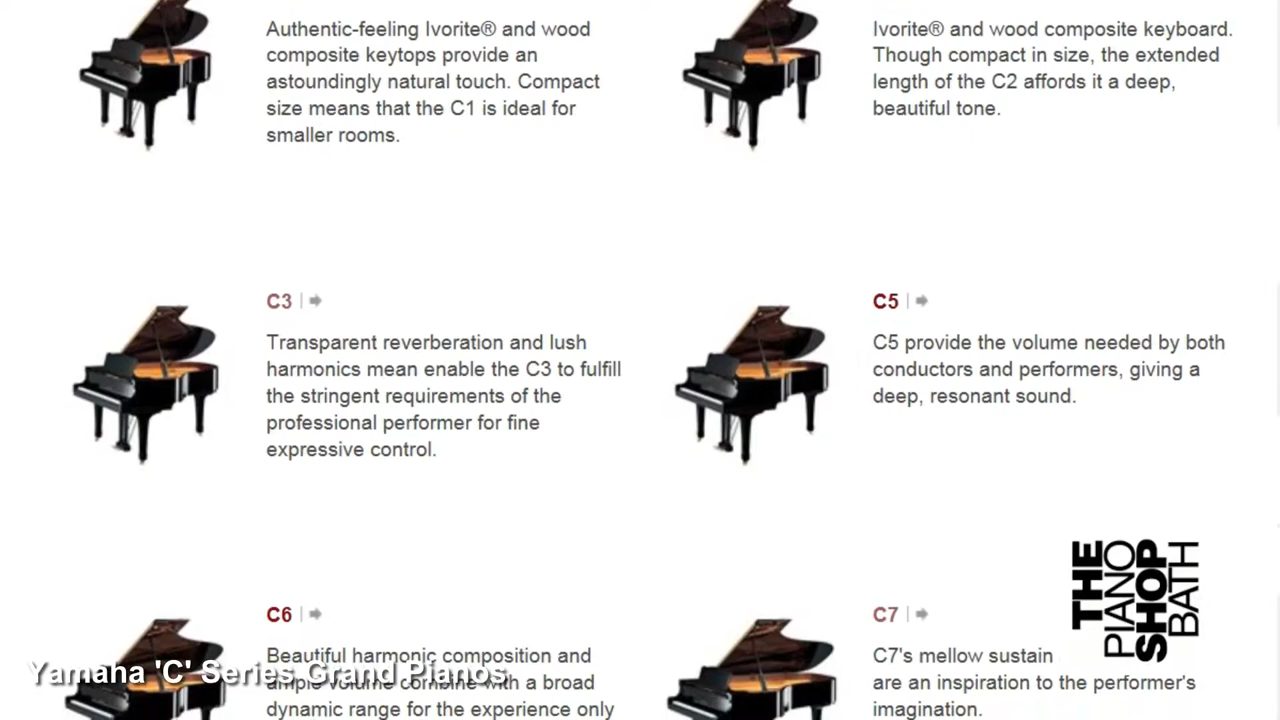 Authentic-feeling Ivorite® and wood
composite keytops provide an
astoundingly natural touch. Compact
size means that the C1 is ideal for
smaller rooms.
Ivorite® and wood composite keyboard.
Though compact in size, the extended
length of the C2 affords it a deep,
beautiful tone.
C3
Transparent reverberation and lush
harmonics mean enable the C3 to fulfill
the stringent requirements of the
professional performer for fine
expressive control.
C5
C5 provide the volume needed by both
conductors and performers, giving a
deep, resonant sound.
C6
Beautiful harmonic composition and
ample volume combine with a broad
dynamic range for the experience only
C7
C7's mellow sustain
are an inspiration to the performer's
imagination.
THE
PIANO
SHOP
BATH
Yamaha 'C' Series Grand Pianos